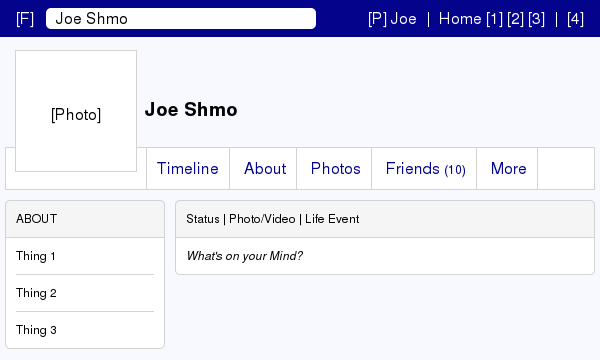 [F] Joe Shmo [P] Joe | Home [1] [2] [3] | [4]
[Photo]
Joe Shmo
Timeline About Photos Friends (10) More
ABOUT
Thing 1
Thing 2
Thing 3
Status | Photo/Video | Life Event
What's on your Mind?